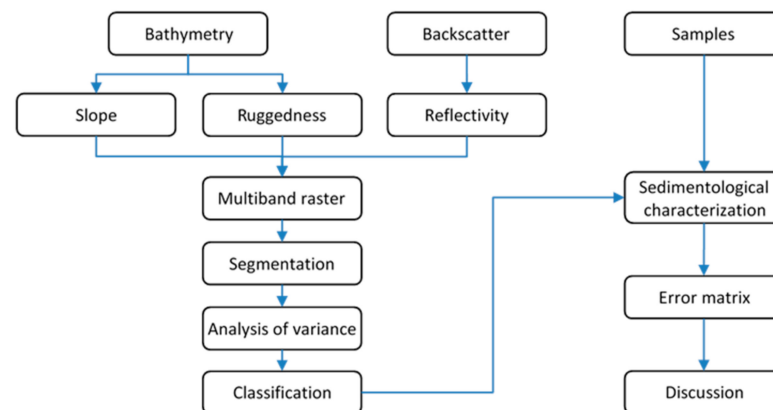 Bathymetry
Backscatter
Samples
Slope
Ruggedness
Reflectivity
Multiband raster
Sedimentological
characterization
Segmentation
Error matrix
Analysis of variance
Classification
Discussion